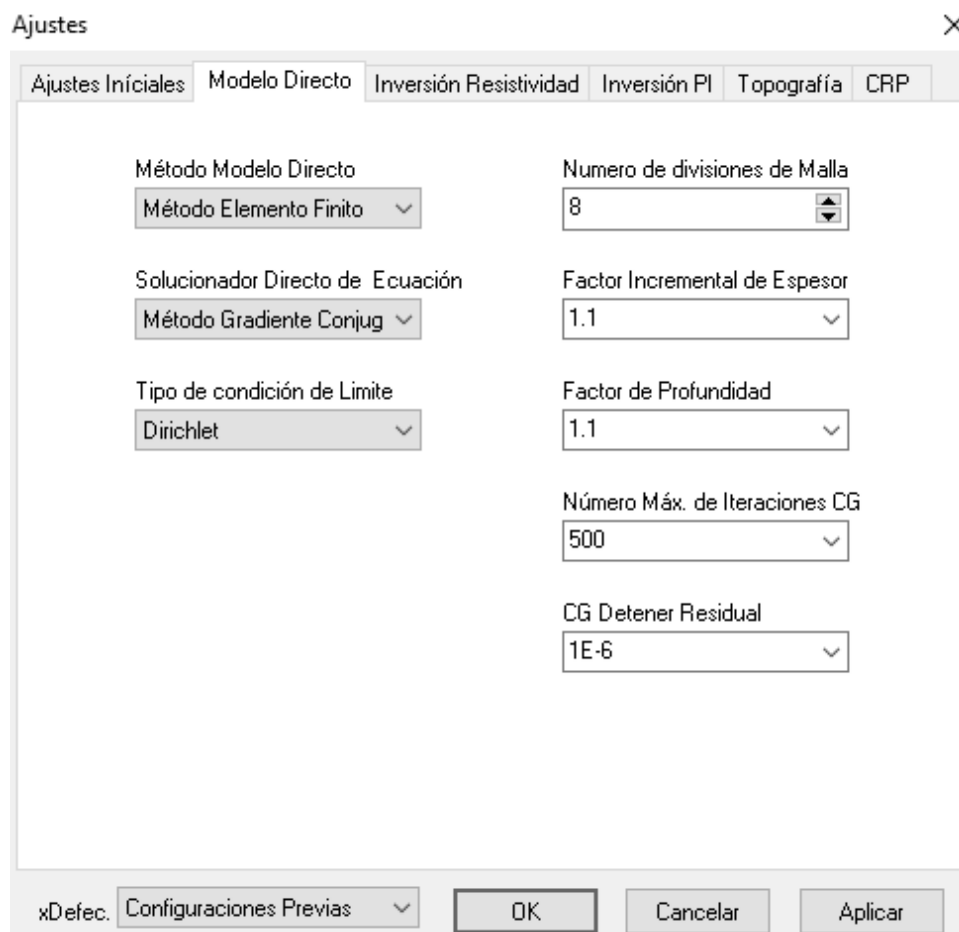 Ajustes
Ajustes Iníciales Modelo Directo Inversión Resistividad Inversión PI Topografía CRP
Método Modelo Directo
Método Elemento Finito
Solucionador Directo de Ecuación
Método Gradiente Conjug
Tipo de condición de Limite
Dirichlet
Numero de divisiones de Malla
8
Factor Incremental de Espesor
1.1
Factor de Profundidad
1.1
Número Máx. de Iteraciones CG
500
CG Detener Residual
1E-6
xDefec. Configuraciones Previas OK Cancelar Aplicar